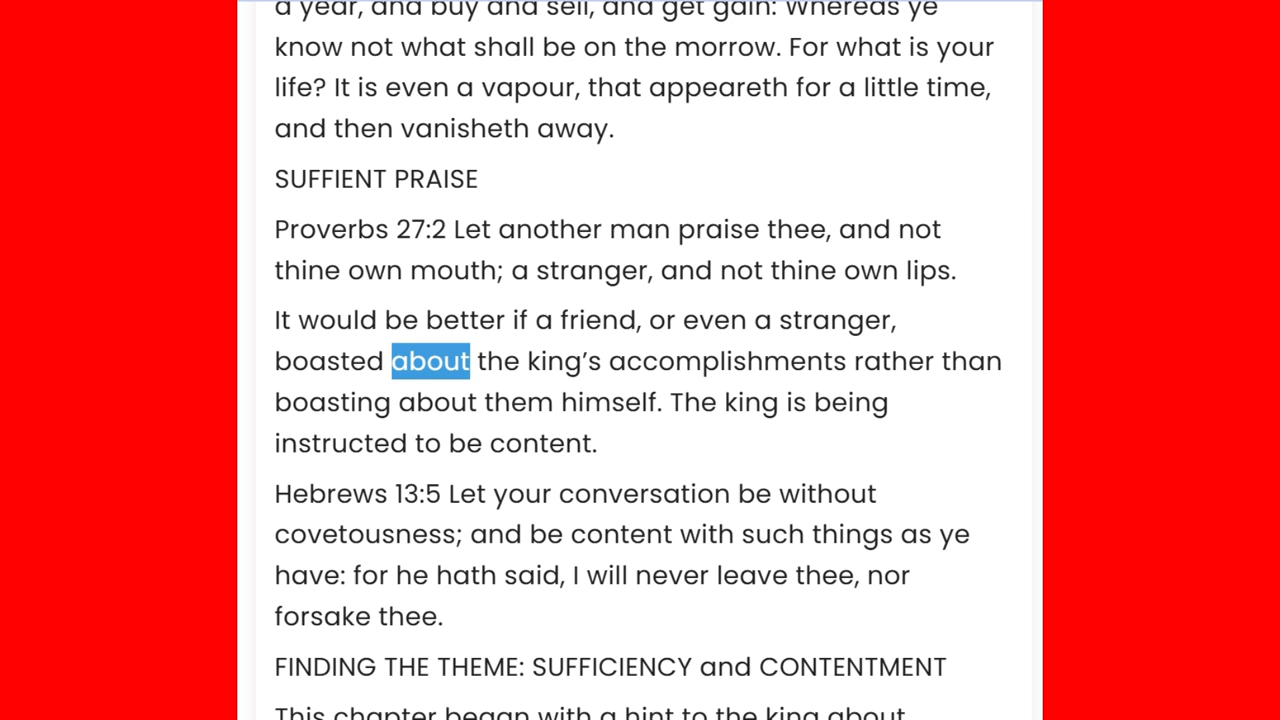 a year, and buy and sell, and get gain: Whereas ye
know not what shall be on the morrow. For what is your
life? It is even a vapour, that appeareth for a little time,
and then vanisheth away.
SUFFIENT PRAISE
Proverbs 27:2 Let another man praise thee, and not
thine own mouth; a stranger, and not thine own lips.
It would be better if a friend, or even a stranger,
boasted about the king’s accomplishments rather than
boasting about them himself. The king is being
instructed to be content.
Hebrews 13:5 Let your conversation be without
covetousness; and be content with such things as ye
have: for he hath said, I will never leave thee, nor
forsake thee.
FINDING THE THEME: SUFFICIENCY and CONTENTMENT
This chapter began with a hint to the king about